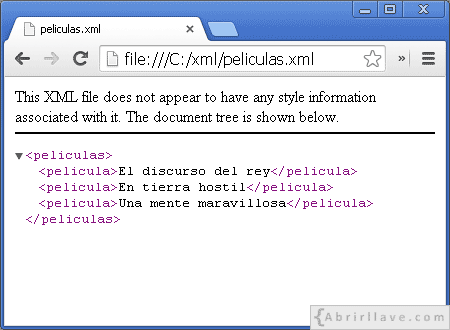 peliculas.xml
file:///C:/xml/peliculas.xml
This XML file does not appear to have any style information
associated with it. The document tree is shown below.
▼<peliculas>
<pelicula>El discurso del rey</pelicula>
<pelicula>En tierra hostil</pelicula>
<pelicula>Una mente maravillosa</pelicula>
</peliculas>
{Abrirllave.com